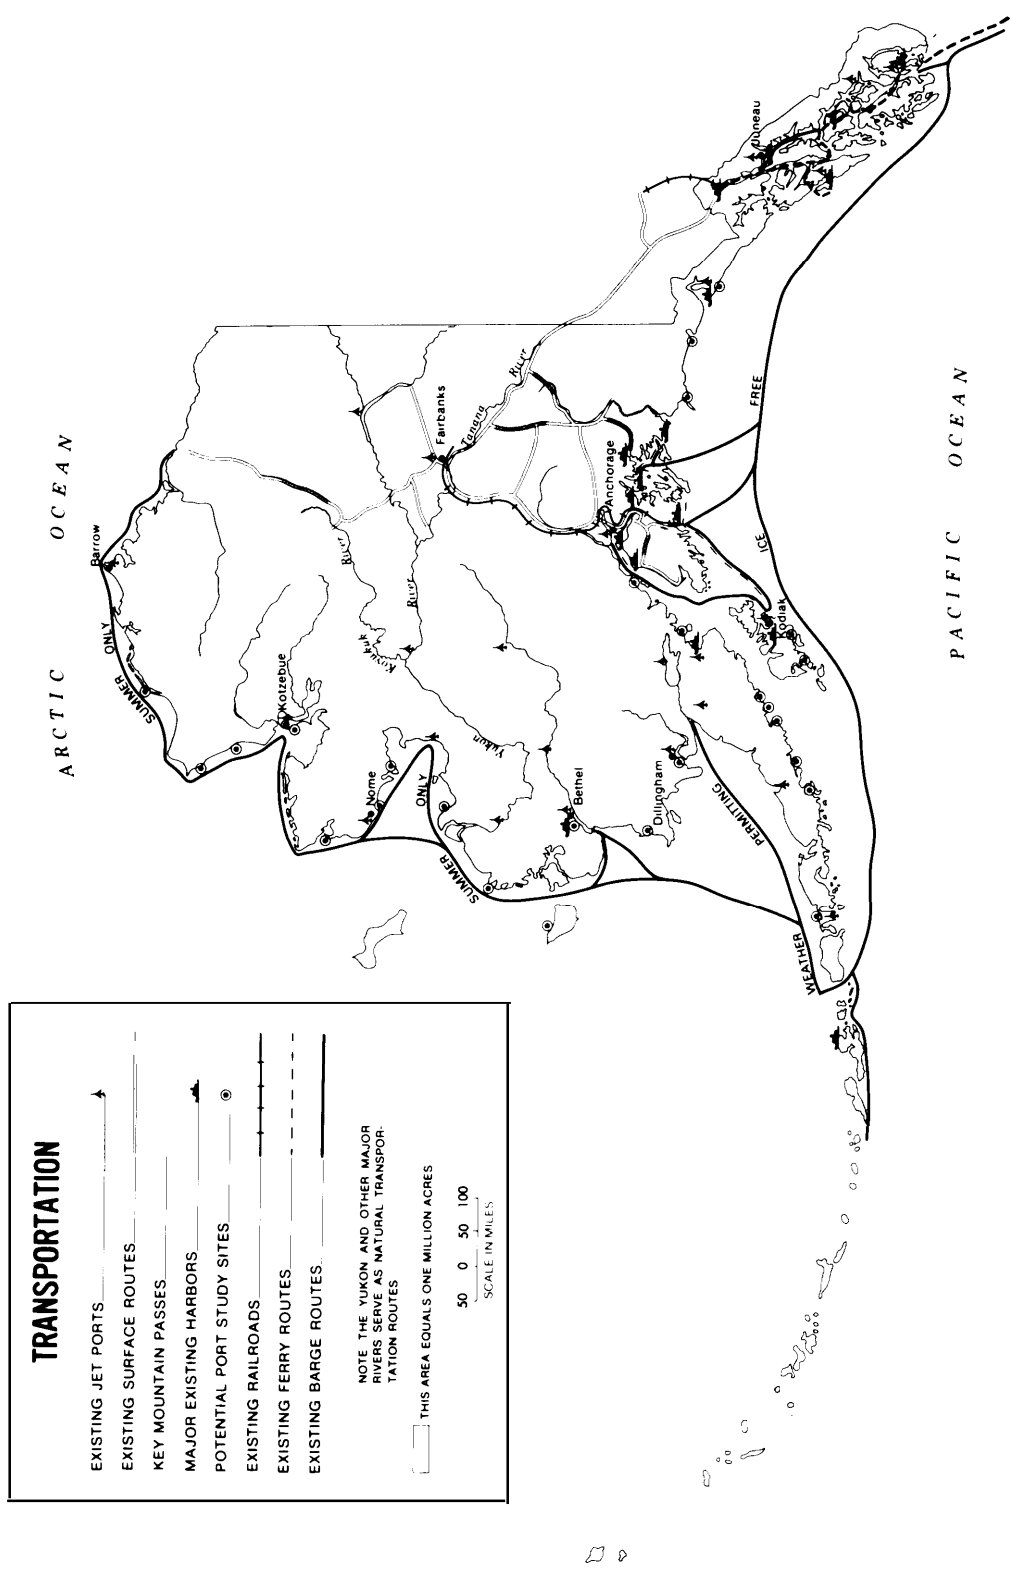 TRANSPORTATION
EXISTING JET PORTS
EXISTING SURFACE ROUTES
KEY MOUNTAIN PASSES
MAJOR EXISTING HARBORS
POTENTIAL PORT STUDY SITES
EXISTING RAILROADS
EXISTING FERRY ROUTES
EXISTING BARGE ROUTES
NOTE THE YUKON AND OTHER MAJOR
RIVERS SERVE AS NATURAL TRANSPOR-
TATION ROUTES
THIS AREA EQUALS ONE MILLION ACRES
50 0 50 100
SCALE IN MILES
ARCTIC OCEAN
Barrow
SUMMER ONLY
Kotzebue
Koyukuk River
River
Yukon
Nome
SUMMER ONLY
Fairbanks
Tanana River
Bethel
Anchorage
Dillingham
Juneau
Kodiak
WEATHER PERMITTING
ICE FREE
PACIFIC OCEAN